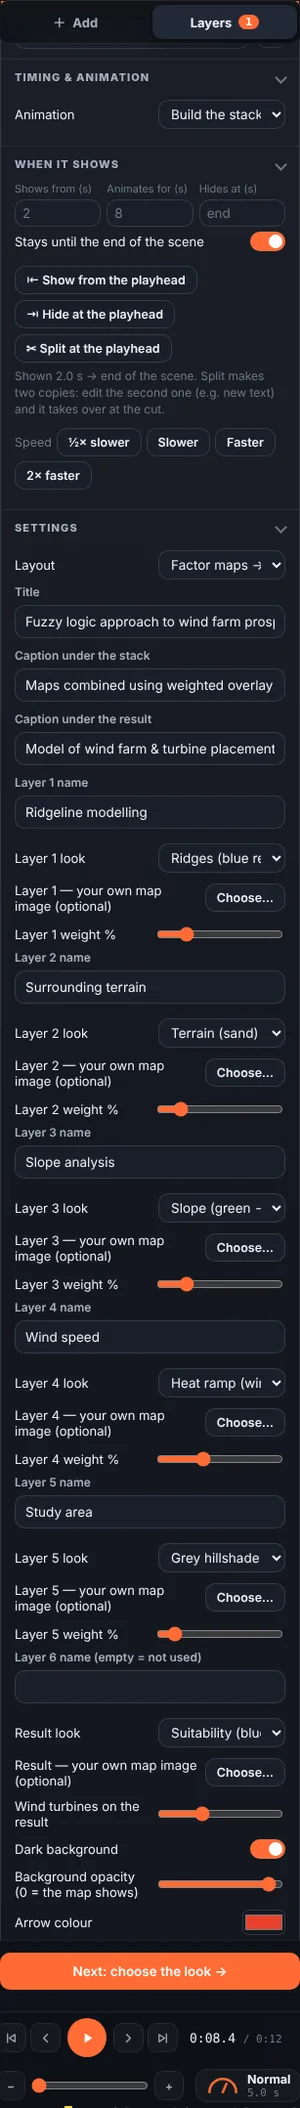 + Add
Layers 1
TIMING & ANIMATION
Animation
Build the stack
WHEN IT SHOWS
Shows from (s)
Animates for (s)
Hides at (s)
2
8
end
Stays until the end of the scene
⇤ Show from the playhead
⇥ Hide at the playhead
✂ Split at the playhead
Shown 2.0 s → end of the scene. Split makes
two copies: edit the second one (e.g. new text)
and it takes over at the cut.
Speed
½× slower
Slower
Faster
2× faster
SETTINGS
Layout
Factor maps →
Title
Fuzzy logic approach to wind farm prosp
Caption under the stack
Maps combined using weighted overlay
Caption under the result
Model of wind farm & turbine placement
Layer 1 name
Ridgeline modelling
Layer 1 look
Ridges (blue re
Layer 1 — your own map
image (optional)
Choose...
Layer 1 weight %
Layer 2 name
Surrounding terrain
Layer 2 look
Terrain (sand)
Layer 2 — your own map
image (optional)
Choose...
Layer 2 weight %
Layer 3 name
Slope analysis
Layer 3 look
Slope (green –
Layer 3 — your own map
image (optional)
Choose...
Layer 3 weight %
Layer 4 name
Wind speed
Layer 4 look
Heat ramp (wir
Layer 4 — your own map
image (optional)
Choose...
Layer 4 weight %
Layer 5 name
Study area
Layer 5 look
Grey hillshade
Layer 5 — your own map
image (optional)
Choose...
Layer 5 weight %
Layer 6 name (empty = not used)
Result look
Suitability (blue
Result — your own map image
(optional)
Choose...
Wind turbines on the
result
Dark background
Background opacity
(0 = the map shows)
Arrow colour
Next: choose the look →
0:08.4 / 0:12
Normal
5.0 s